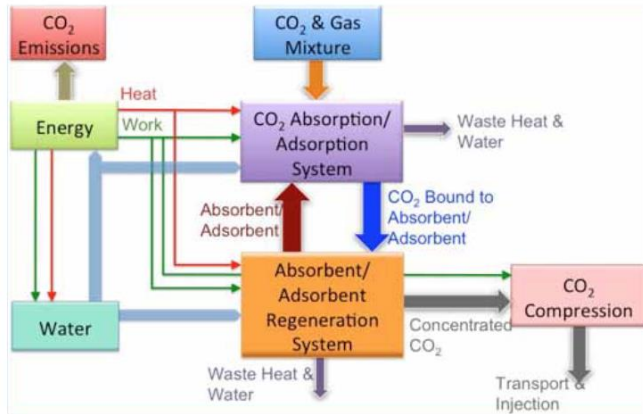 CO₂
Emissions
CO₂ & Gas
Mixture
Heat
Energy
Work
CO₂ Absorption/
Adsorption
System
Waste Heat &
Water
Absorbent/
Adsorbent
CO₂ Bound to
Absorbent/
Adsorbent
Absorbent/
Adsorbent
Regeneration
System
CO₂
Compression
Water
Concentrated
CO₂
Waste Heat &
Water
Transport &
Injection